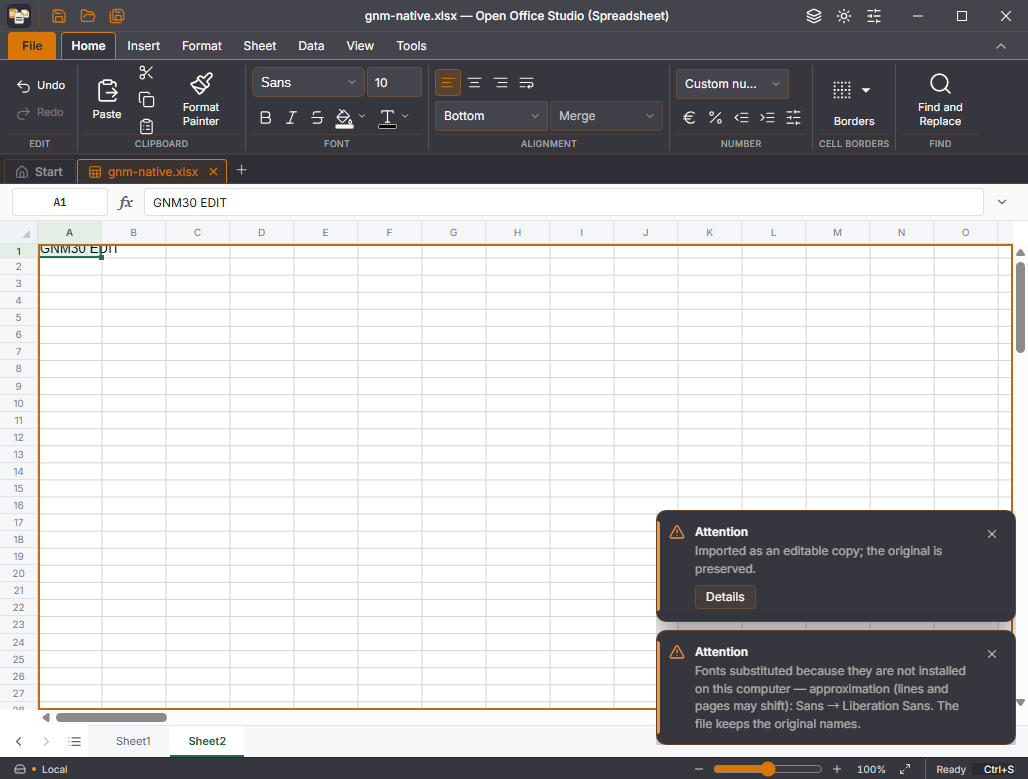 gnm-native.xlsx — Open Office Studio (Spreadsheet)
File Home Insert Format Sheet Data View Tools
Undo
Redo
EDIT
Paste
Format
Painter
CLIPBOARD
Sans 10
B I S T
FONT
Bottom Merge
ALIGNMENT
Custom nu...
€ %
NUMBER
Borders
CELL BORDERS
Find and
Replace
FIND
Start gnm-native.xlsx
A1 fx GNM30 EDIT
A B C D E F G H I J K L M N O
1 GNM30 EDIT
2
3
4
5
6
7
8
9
10
11
12
13
14
15
16
17
18
19
20
21
22
23
24
25
26
27
28
Attention
Imported as an editable copy; the original is
preserved.
Details
Attention
Fonts substituted because they are not installed
on this computer — approximation (lines and
pages may shift): Sans → Liberation Sans. The
file keeps the original names.
Sheet1 Sheet2
Local 100% Ready Ctrl+S